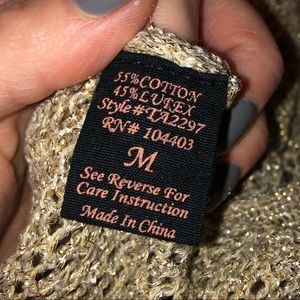 55% COTTON
45% LUREX
Style# TA2297
RN# 104403
M
See Reverse For
Care Instruction
Made In China